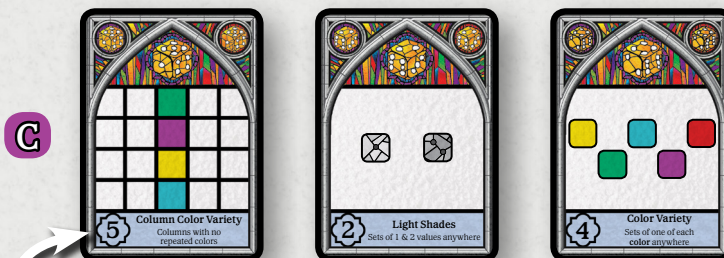 C
5
Column Color Variety
Columns with no
repeated colors
2
Light Shades
Sets of 1 & 2 values anywhere
4
Color Variety
Sets of one of each
color anywhere